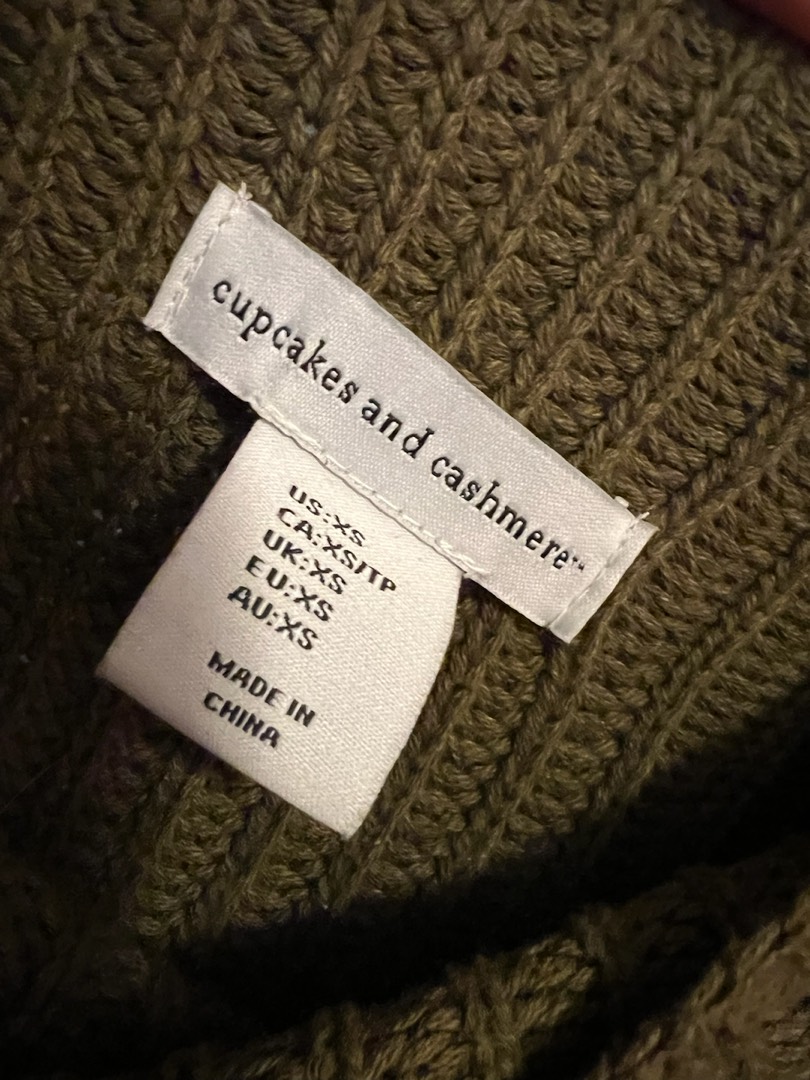 cupcakes and cashmere™
US:XS
CA:XS/TP
UK:XS
EU:XS
AU:XS
MADE IN
CHINA